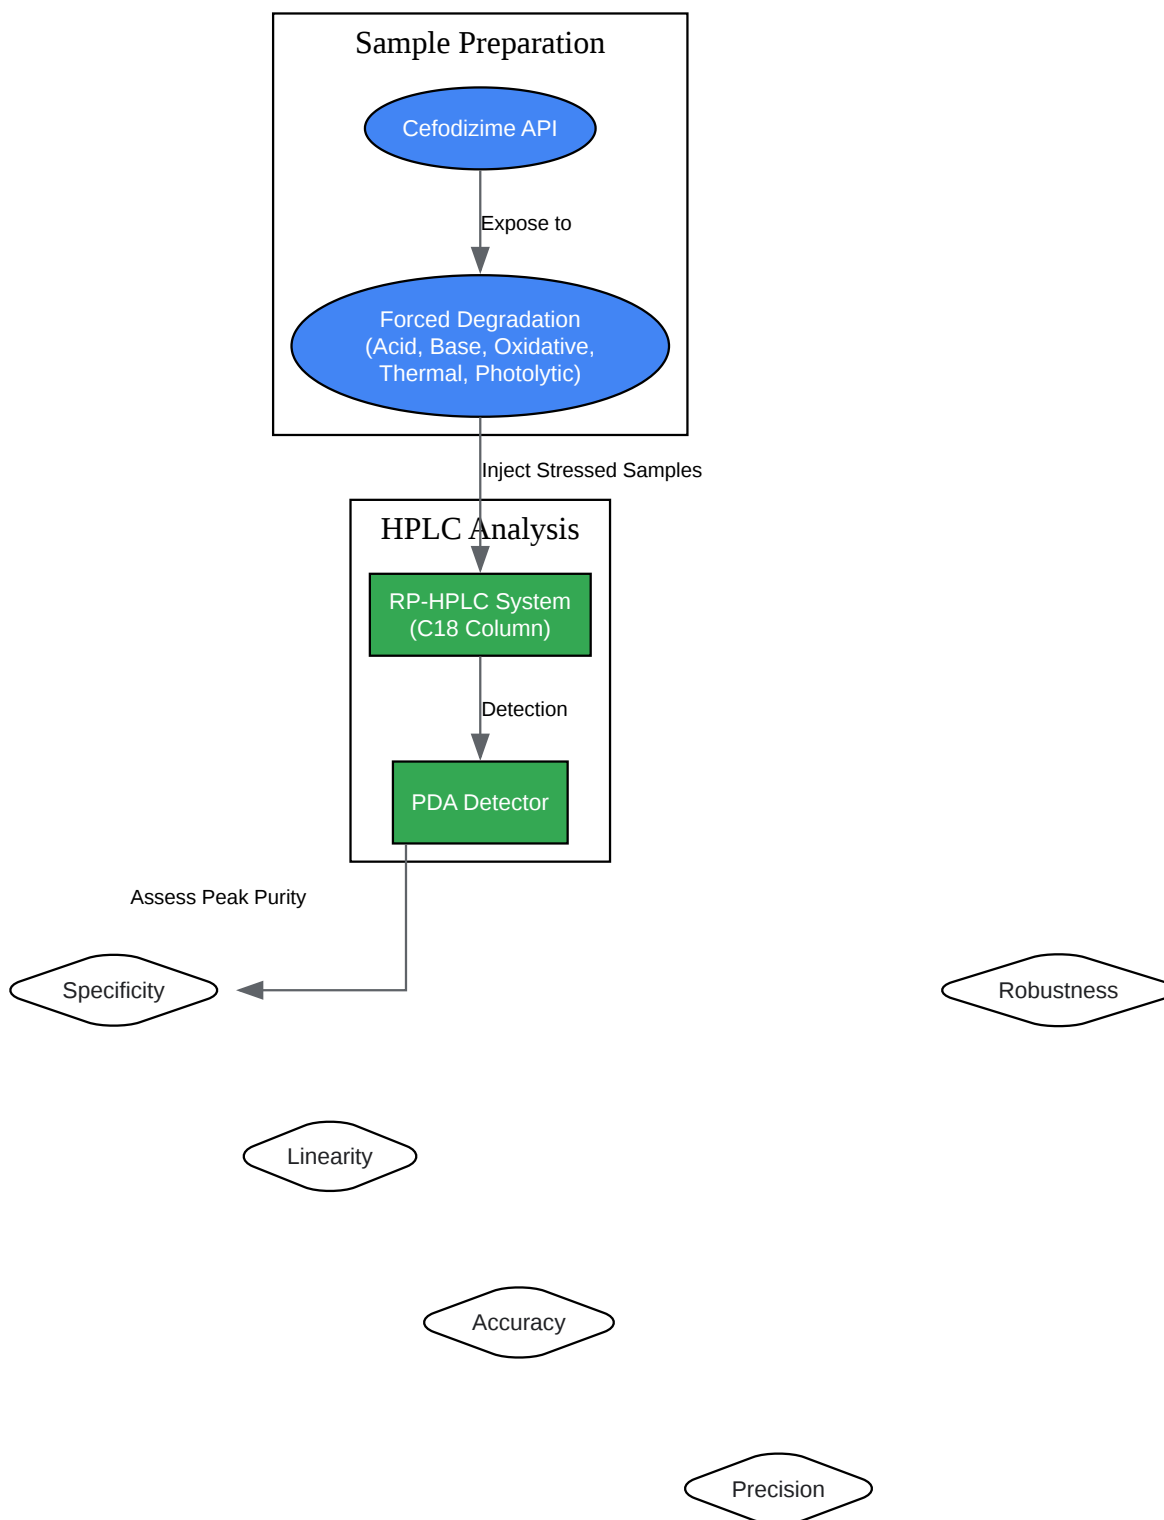 Sample Preparation
Cefodizime API
Expose to
Forced Degradation
(Acid, Base, Oxidative,
Thermal, Photolytic)
Inject Stressed Samples
HPLC Analysis
RP-HPLC System
(C18 Column)
Detection
PDA Detector
Assess Peak Purity
Specificity
Robustness
Linearity
Accuracy
Precision